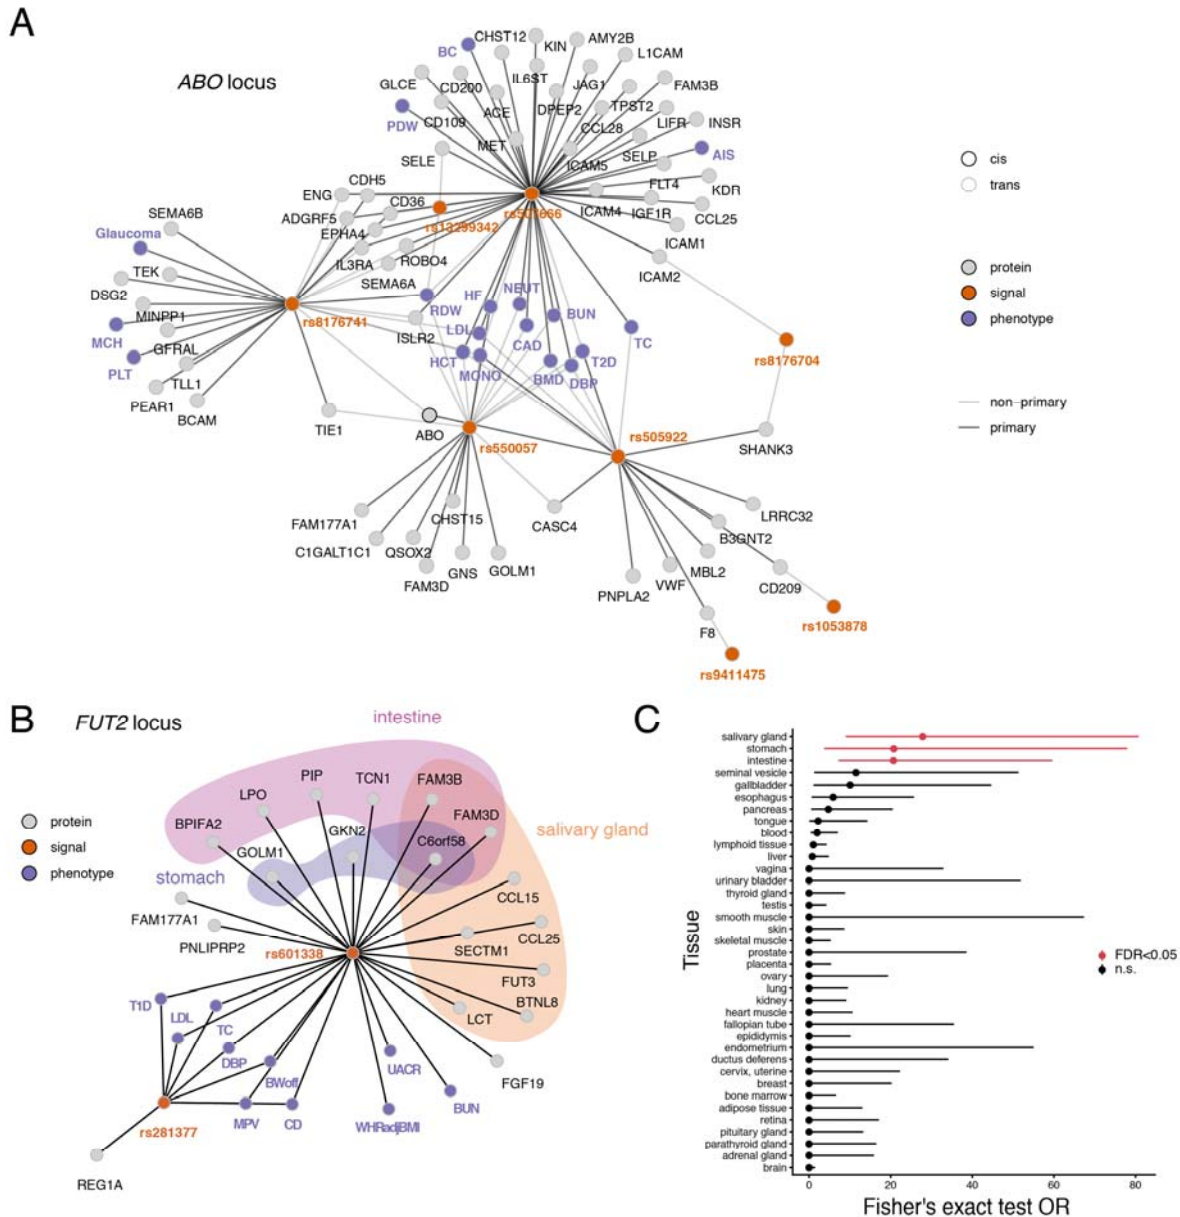 A
ABO locus
BC
CHST12
KIN
AMY2B
L1CAM
GLCE
CD200
IL6ST
JAG1
FAM3B
PDW
CD109
ACE
DPEP2
TPST2
CCL28
LIFR
INSR
MET
SELE
ICAM5
SELP
AIS
CDH5
ENG
CD36
FLT4
KDR
ADGRF5
rs13299342
ICAM4
IGF1R
CCL25
SEMA6B
EPHA4
ICAM1
Glaucoma
IL3RA
ROBO4
ICAM2
TEK
SEMA6A
DSG2
HF
NEUT
MINPP1
rs8176741
RDW
BUN
LDL
ISLR2
CAD
TC
MCH
GFRAL
HCT
MONO
T2D
rs8176704
PLT
BMD
DBP
TLL1
PEAR1
BCAM
TIE1
ABO
rs550057
rs505922
SHANK3
FAM177A1
CHST15
CASC4
LRRC32
C1GALT1C1
QSOX2
B3GNT2
FAM3D
GNS
GOLM1
MBL2
PNPLA2
VWF
CD209
F8
rs1053878
rs9411475
cis
trans
protein
signal
phenotype
non-primary
primary
B
FUT2 locus
intestine
protein
signal
phenotype
PIP
TCN1
FAM3B
LPO
BPIFA2
GKN2
FAM3D
salivary gland
GOLM1
C6orf58
stomach
CCL15
FAM177A1
CCL25
PNLIPRP2
rs601338
SECTM1
FUT3
T1D
BTNL8
LDL
TC
LCT
DBP
BWoff
UACR
FGF19
BUN
rs281377
MPV
CD
WHRadjBMI
REG1A
C
salivary gland
stomach
intestine
seminal vesicle
gallbladder
esophagus
pancreas
tongue
blood
lymphoid tissue
liver
vagina
urinary bladder
thyroid gland
testis
smooth muscle
skin
skeletal muscle
prostate
placenta
ovary
lung
kidney
heart muscle
fallopian tube
epididymis
endometrium
ductus deferens
cervix, uterine
breast
bone marrow
adipose tissue
retina
pituitary gland
parathyroid gland
adrenal gland
brain
Tissue
FDR<0.05
n.s.
0 20 40 60 80
Fisher's exact test OR